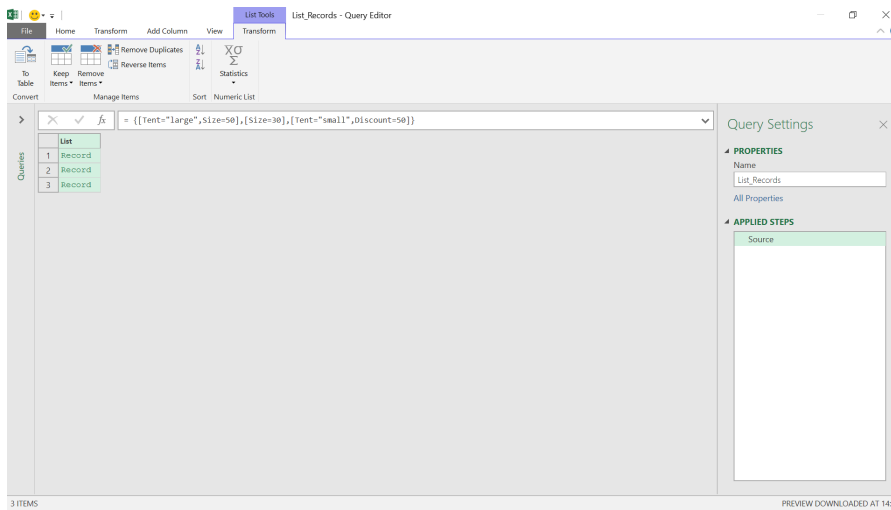 List Tools
List_Records - Query Editor
File
Home
Transform
Add Column
View
Transform
To Table
Keep Items
Remove Items
Remove Duplicates
Reverse Items
Statistics
Convert
Manage Items
Sort
Numeric List
fx
= {[Tent="large",Size=50],[Size=30],[Tent="small",Discount=50]}
Queries
List
1 Record
2 Record
3 Record
Query Settings
PROPERTIES
Name
List_Records
All Properties
APPLIED STEPS
Source
3 ITEMS
PREVIEW DOWNLOADED AT 14: